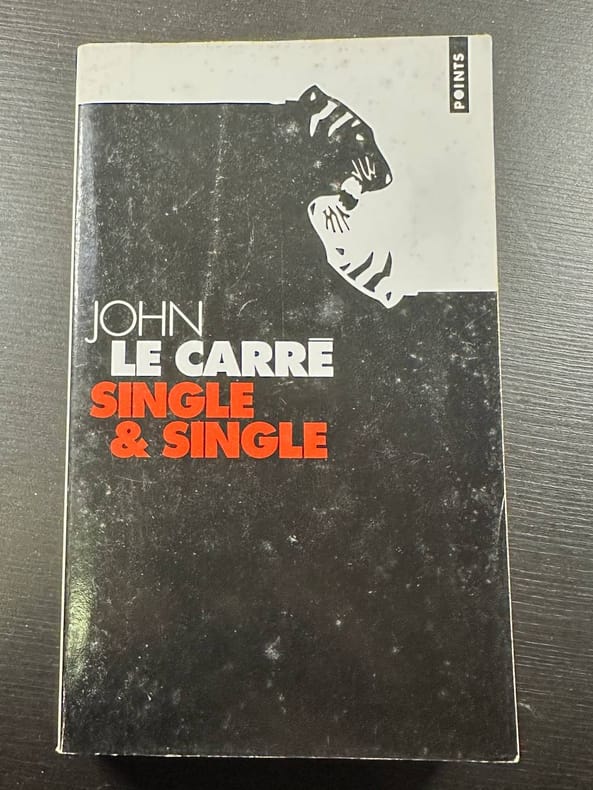 POINTS
JOHN
LE CARRÉ
SINGLE
& SINGLE